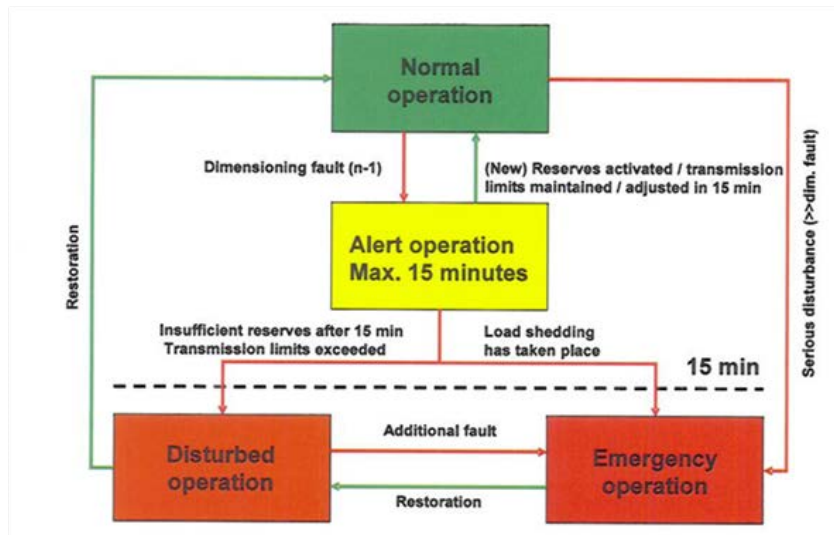 Normal
operation
Dimensioning fault (n-1)
(New) Reserves activated / transmission
limits maintained / adjusted in 15 min
Restoration
Serious disturbance (>>dim. fault)
Alert operation
Max. 15 minutes
Insufficient reserves after 15 min
Transmission limits exceeded
Load shedding
has taken place
15 min
Disturbed
operation
Additional fault
Restoration
Emergency
operation